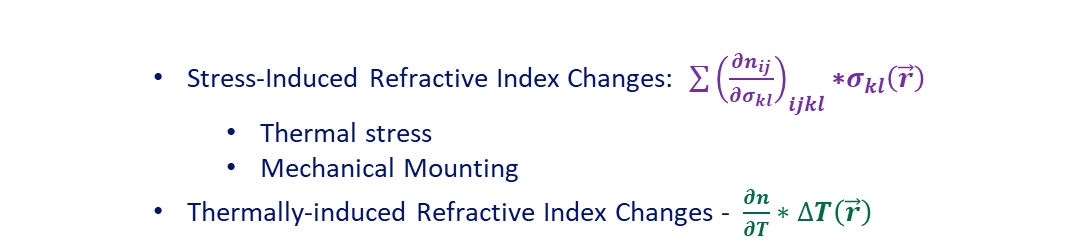 • Stress-Induced Refractive Index Changes: ∑(∂n_ij/∂σ_kl)_ijkl *σ_kl(r⃗)
• Thermal stress
• Mechanical Mounting
• Thermally-induced Refractive Index Changes - ∂n/∂T * ΔT(r⃗)